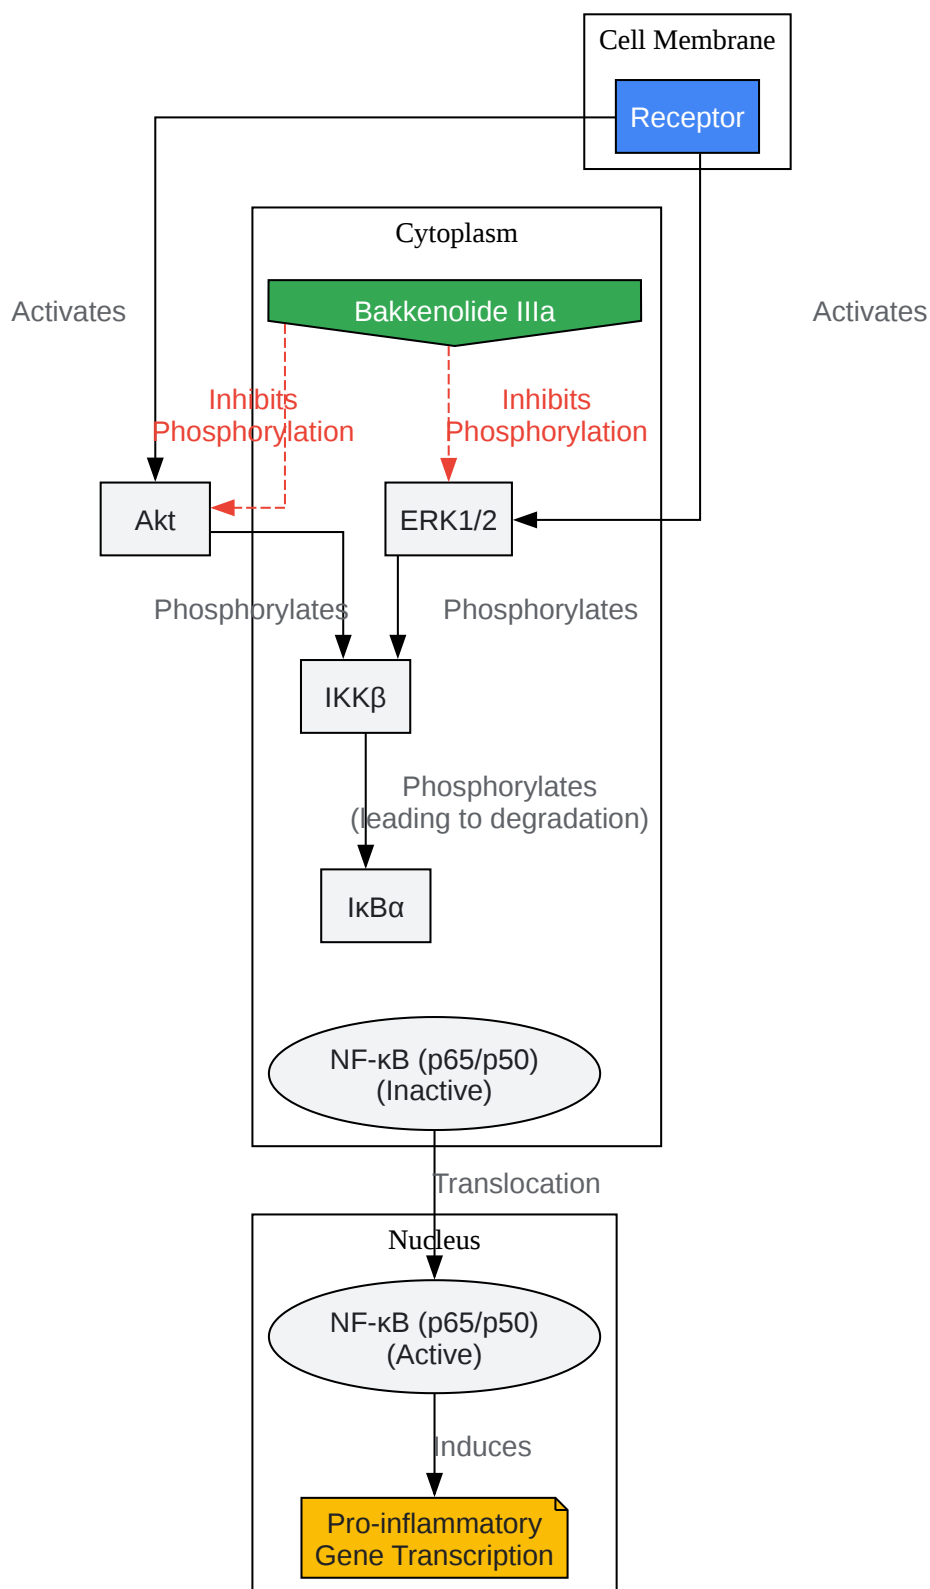 Cell Membrane
Receptor
Cytoplasm
Bakkenolide IIIa
Activates
Activates
Inhibits
Phosphorylation
Inhibits
Phosphorylation
Akt
ERK1/2
Phosphorylates
Phosphorylates
IKKβ
Phosphorylates
(leading to degradation)
IκBα
NF-κB (p65/p50)
(Inactive)
Translocation
Nucleus
NF-κB (p65/p50)
(Active)
Induces
Pro-inflammatory
Gene Transcription